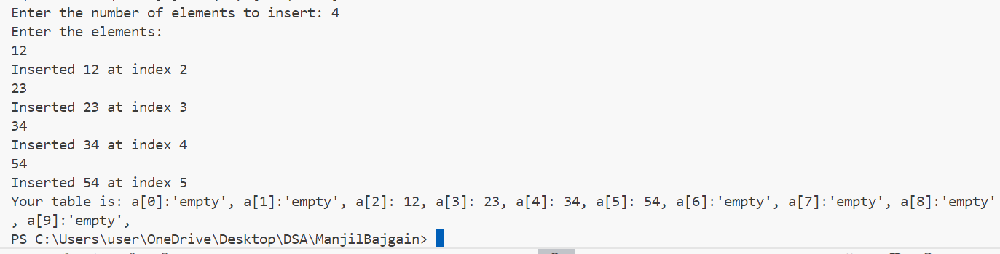 Enter the number of elements to insert: 4
Enter the elements:
12
Inserted 12 at index 2
23
Inserted 23 at index 3
34
Inserted 34 at index 4
54
Inserted 54 at index 5
Your table is: a[0]:'empty', a[1]:'empty', a[2]: 12, a[3]: 23, a[4]: 34, a[5]: 54, a[6]:'empty', a[7]:'empty', a[8]:'empty'
, a[9]:'empty',
PS C:\Users\user\OneDrive\Desktop\DSA\ManjilBajgain>